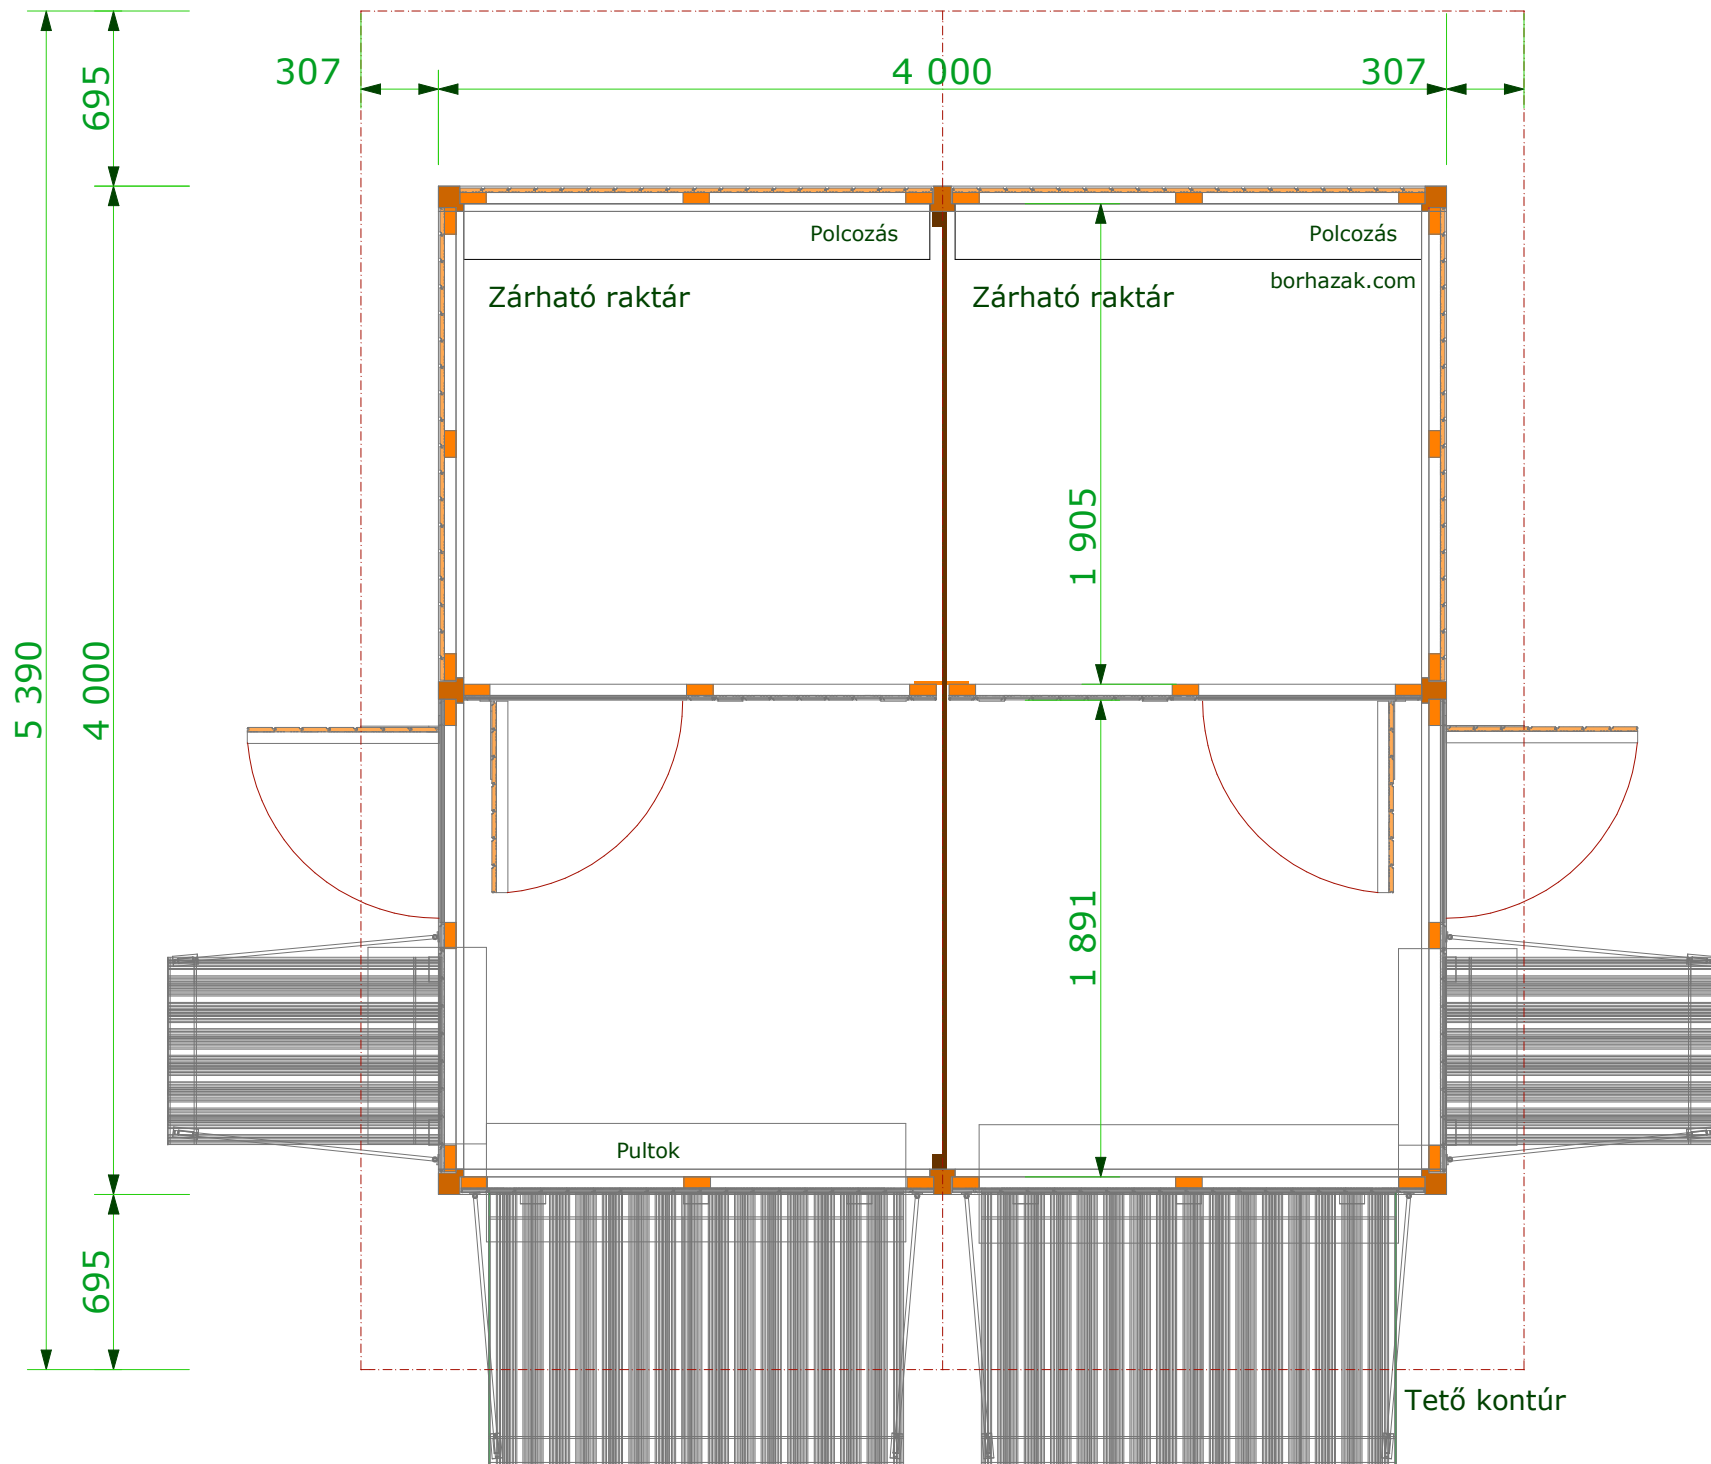 307
4 000
307
695
Polcozás
Polcozás
borhazak.com
Zárható raktár
Zárható raktár
1 905
5 390
4 000
1 891
Pultok
695
Tető kontúr